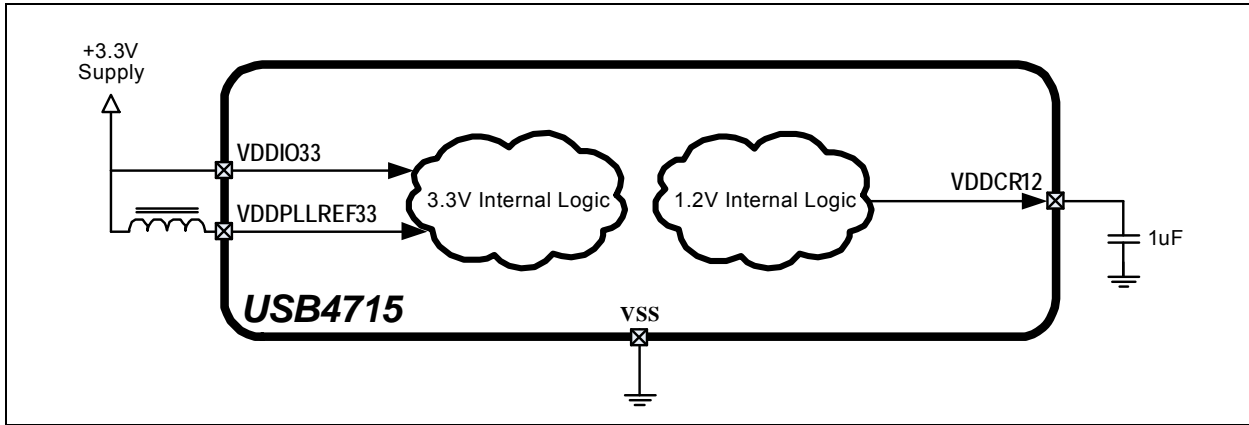 +3.3V
Supply
VDDIO33
VDDPLLREF33
3.3V Internal Logic
1.2V Internal Logic
VDDCR12
1uF
USB4715
VSS